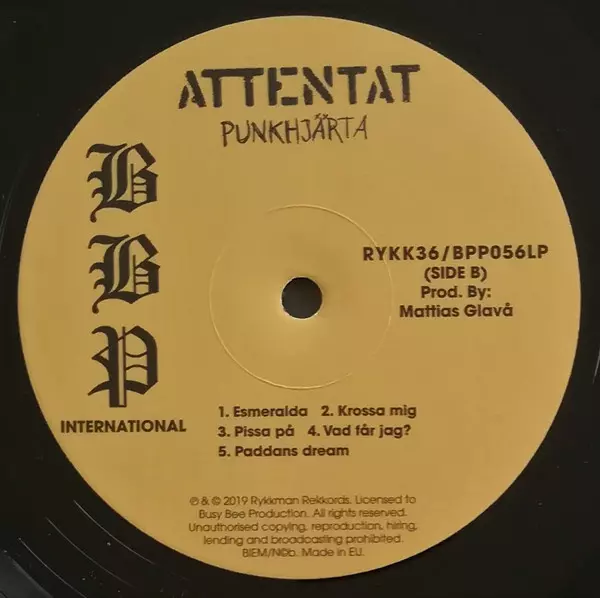 ATTENTAT
PUNKHJÄRTA
B
B
P
INTERNATIONAL
RYKK36/BPP056LP
(SIDE B)
Prod. By:
Mattias Glavå
1. Esmeralda 2. Krossa mig
3. Pissa på 4. Vad får jag?
5. Paddans dream
℗ & © 2019 Rykkman Rekkords. Licensed to
Busy Bee Production. All rights reserved.
Unauthorised copying, reproduction, hiring,
lending and broadcasting prohibited.
BIEM/N©b. Made in EU.